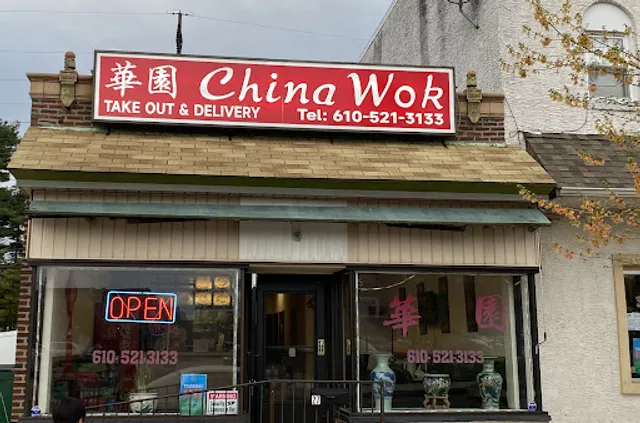 華園 China Wok
TAKE OUT & DELIVERY Tel: 610-521-3133
OPEN
610-521-3133
華園
610-521-3133
WARNING
27